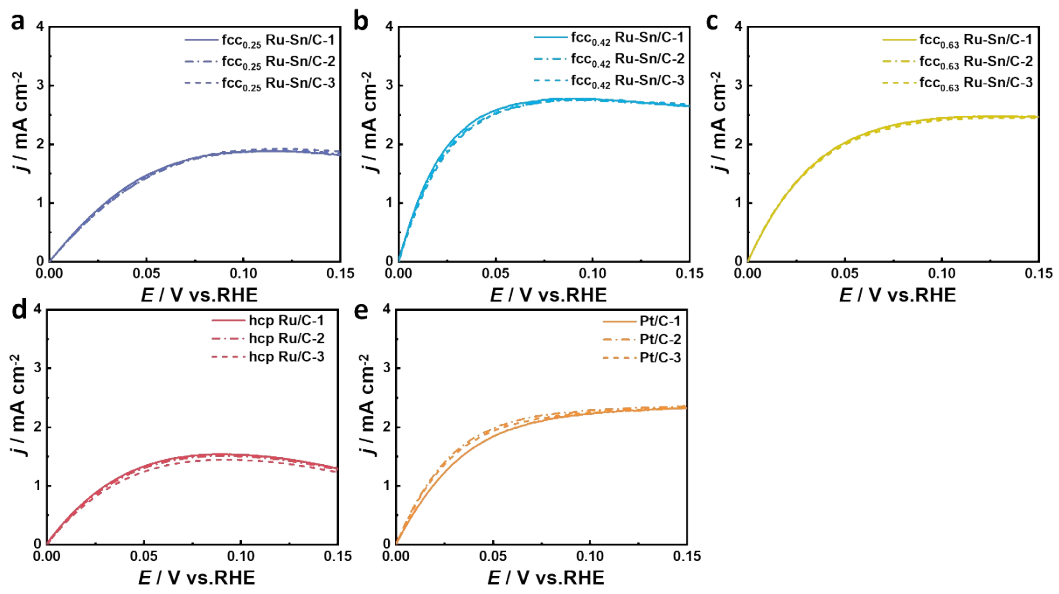 a
4
3
2
1
0
j / mA cm-2
fcc0.25 Ru-Sn/C-1
fcc0.25 Ru-Sn/C-2
fcc0.25 Ru-Sn/C-3
0.00 0.05 0.10 0.15
E / V vs.RHE
b
4
3
2
1
0
j / mA cm-2
fcc0.42 Ru-Sn/C-1
fcc0.42 Ru-Sn/C-2
fcc0.42 Ru-Sn/C-3
0.00 0.05 0.10 0.15
E / V vs.RHE
c
4
3
2
1
0
j / mA cm-2
fcc0.63 Ru-Sn/C-1
fcc0.63 Ru-Sn/C-2
fcc0.63 Ru-Sn/C-3
0.00 0.05 0.10 0.15
E / V vs.RHE
d
4
3
2
1
0
j / mA cm-2
hcp Ru/C-1
hcp Ru/C-2
hcp Ru/C-3
0.00 0.05 0.10 0.15
E / V vs.RHE
e
4
3
2
1
0
j / mA cm-2
Pt/C-1
Pt/C-2
Pt/C-3
0.00 0.05 0.10 0.15
E / V vs.RHE